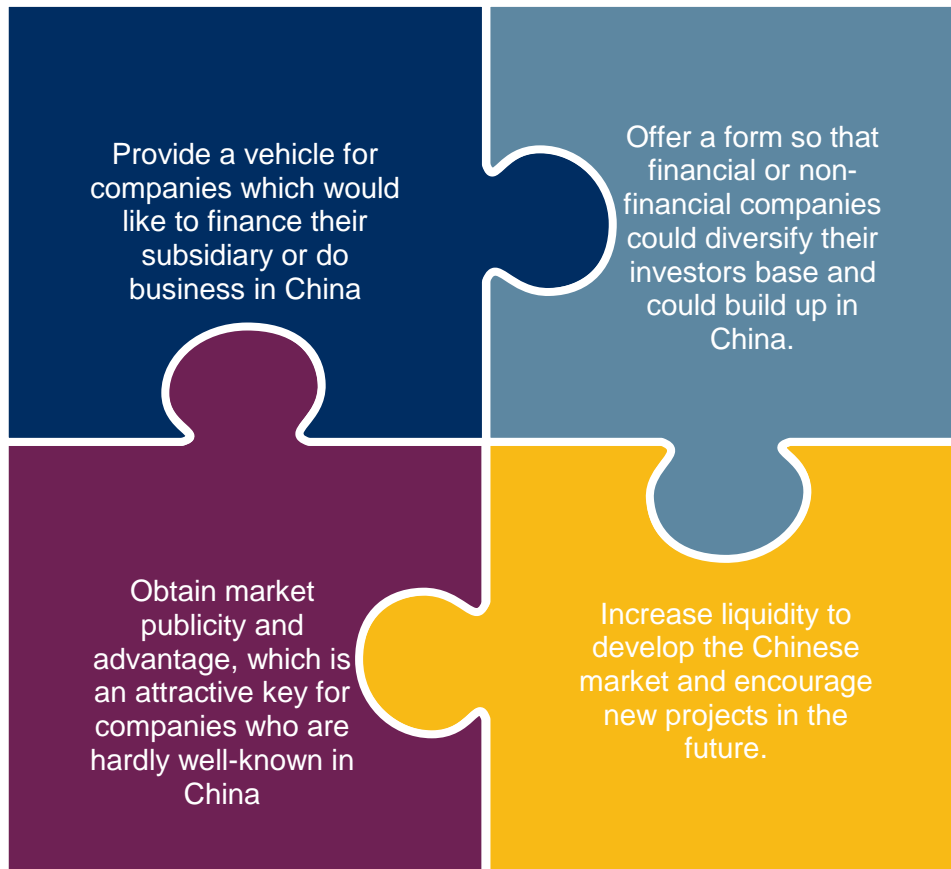 Provide a vehicle for
companies which would
like to finance their
subsidiary or do
business in China
Offer a form so that
financial or non-
financial companies
could diversify their
investors base and
could build up in
China.
Obtain market
publicity and
advantage, which is
an attractive key for
companies who are
hardly well-known in
China
Increase liquidity to
develop the Chinese
market and encourage
new projects in the
future.